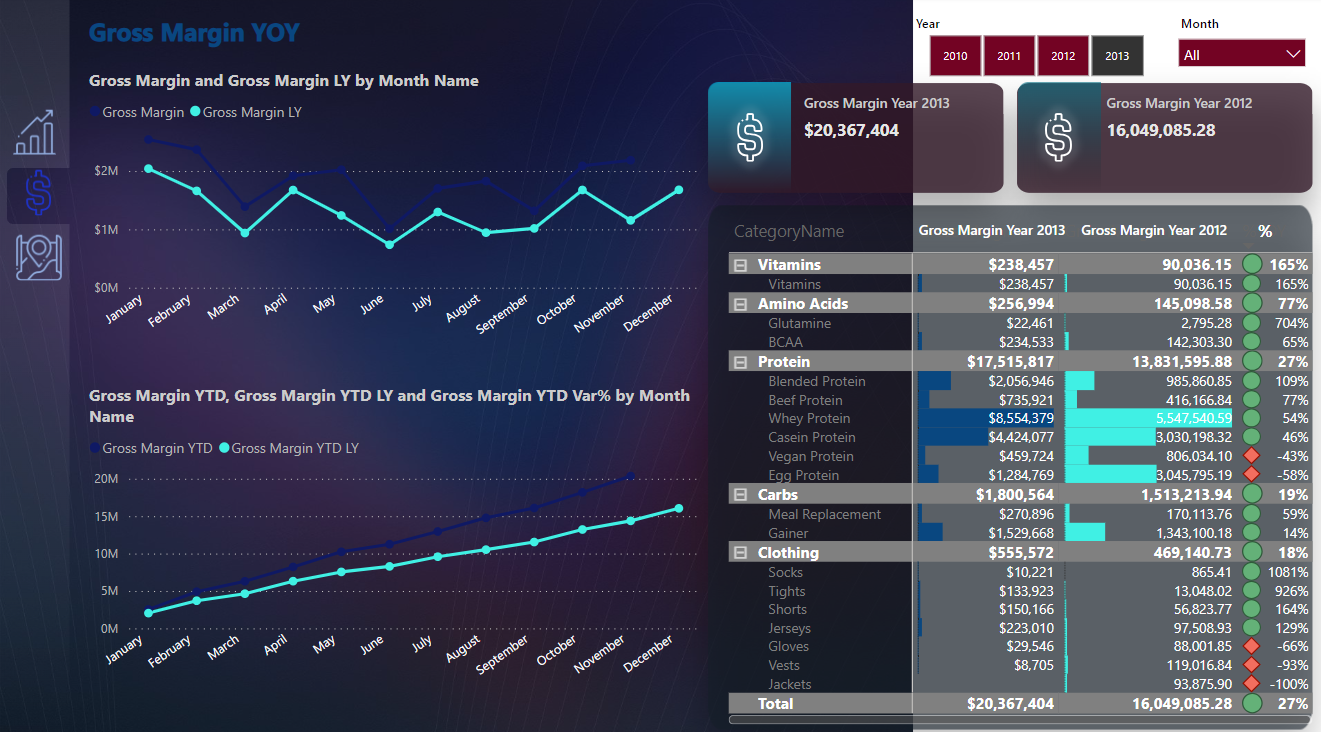 Gross Margin YOY
Year
Month
2010 2011 2012 2013
All
Gross Margin and Gross Margin LY by Month Name
Gross Margin Gross Margin LY
$2M
$1M
$0M
January February March April May June July August September October November December
Gross Margin Year 2013
$20,367,404
Gross Margin Year 2012
16,049,085.28
Gross Margin YTD, Gross Margin YTD LY and Gross Margin YTD Var% by Month
Name
Gross Margin YTD Gross Margin YTD LY
20M
15M
10M
5M
0M
January February March April May June July August September October November December
CategoryName Gross Margin Year 2013 Gross Margin Year 2012 %
Vitamins $238,457 90,036.15 165%
Vitamins $238,457 90,036.15 165%
Amino Acids $256,994 145,098.58 77%
Glutamine $22,461 2,795.28 704%
BCAA $234,533 142,303.30 65%
Protein $17,515,817 13,831,595.88 27%
Blended Protein $2,056,946 985,860.85 109%
Beef Protein $735,921 416,166.84 77%
Whey Protein $8,554,379 5,547,540.59 54%
Casein Protein $4,424,077 3,030,198.32 46%
Vegan Protein $459,724 806,034.10 -43%
Egg Protein $1,284,769 3,045,795.19 -58%
Carbs $1,800,564 1,513,213.94 19%
Meal Replacement $270,896 170,113.76 59%
Gainer $1,529,668 1,343,100.18 14%
Clothing $555,572 469,140.73 18%
Socks $10,221 865.41 1081%
Tights $133,923 13,048.02 926%
Shorts $150,166 56,823.77 164%
Jerseys $223,010 97,508.93 129%
Gloves $29,546 88,001.85 -66%
Vests $8,705 119,016.84 -93%
Jackets 93,875.90 -100%
Total $20,367,404 16,049,085.28 27%